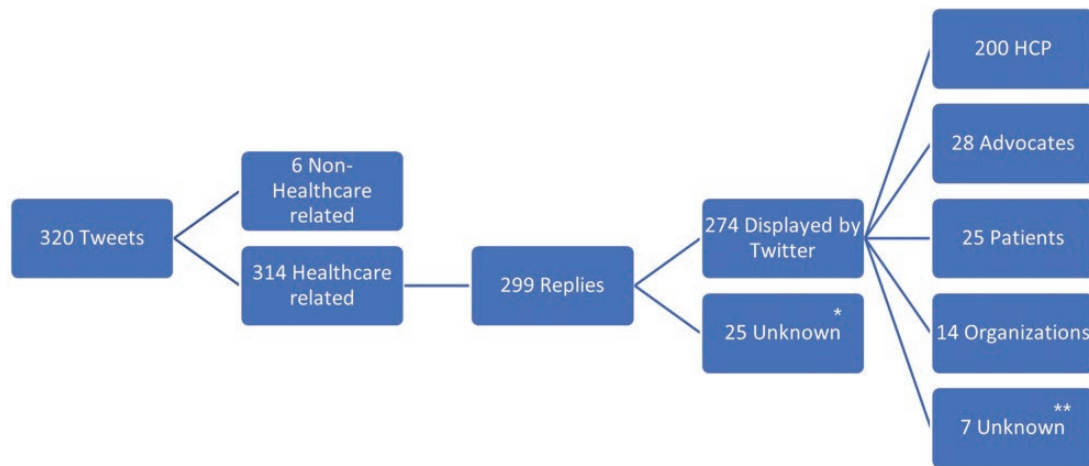 320 Tweets
6 Non-
Healthcare
related
314 Healthcare
related
299 Replies
274 Displayed by
Twitter
25 Unknown*
200 HCP
28 Advocates
25 Patients
14 Organizations
7 Unknown**